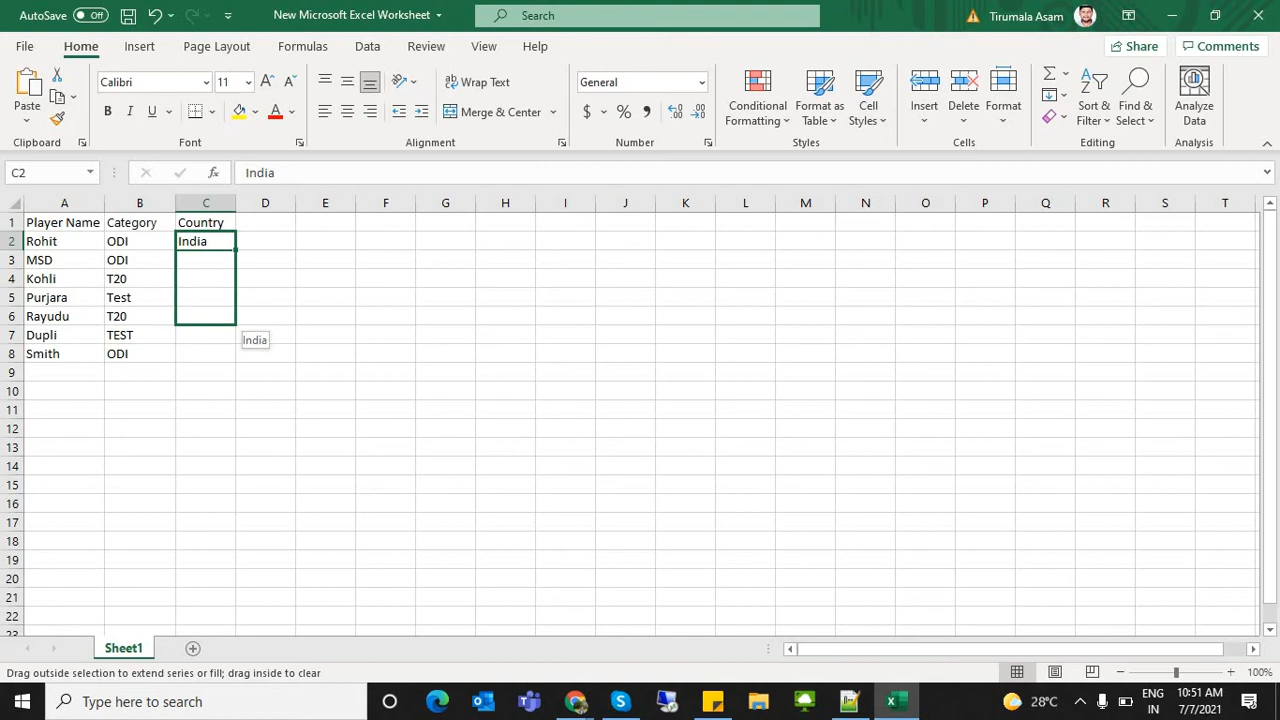 AutoSave Off New Microsoft Excel Worksheet Search Tirumala Asam
File Home Insert Page Layout Formulas Data Review View Help Share Comments
Paste Calibri 11 Wrap Text General Conditional Formatting Format as Table Cell Styles Insert Delete Format Sort & Filter Find & Select Analyze Data
B I U A Merge & Center $ %
Clipboard Font Alignment Number Styles Cells Editing Analysis
C2 fx India
A B C D E F G H I J K L M N O P Q R S T
1 Player Name Category Country
2 Rohit ODI India
3 MSD ODI
4 Kohli T20
5 Purjara Test
6 Rayudu T20
7 Dupli TEST India
8 Smith ODI
9
10
11
12
13
14
15
16
17
18
19
20
21
22
23
Sheet1
Drag outside selection to extend series or fill; drag inside to clear 100%
Type here to search 28°C ENG 10:51 AM
IN 7/7/2021